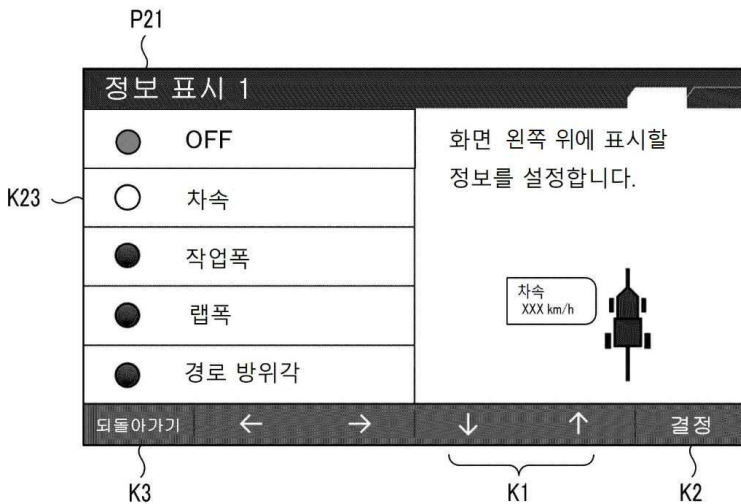 P21
정보 표시 1
OFF
차속
작업폭
랩폭
경로 방위각
화면 왼쪽 위에 표시할
정보를 설정합니다.
차속
XXX km/h
K23
되돌아가기 ← → ↓ ↑ 결정
K3 K1 K2